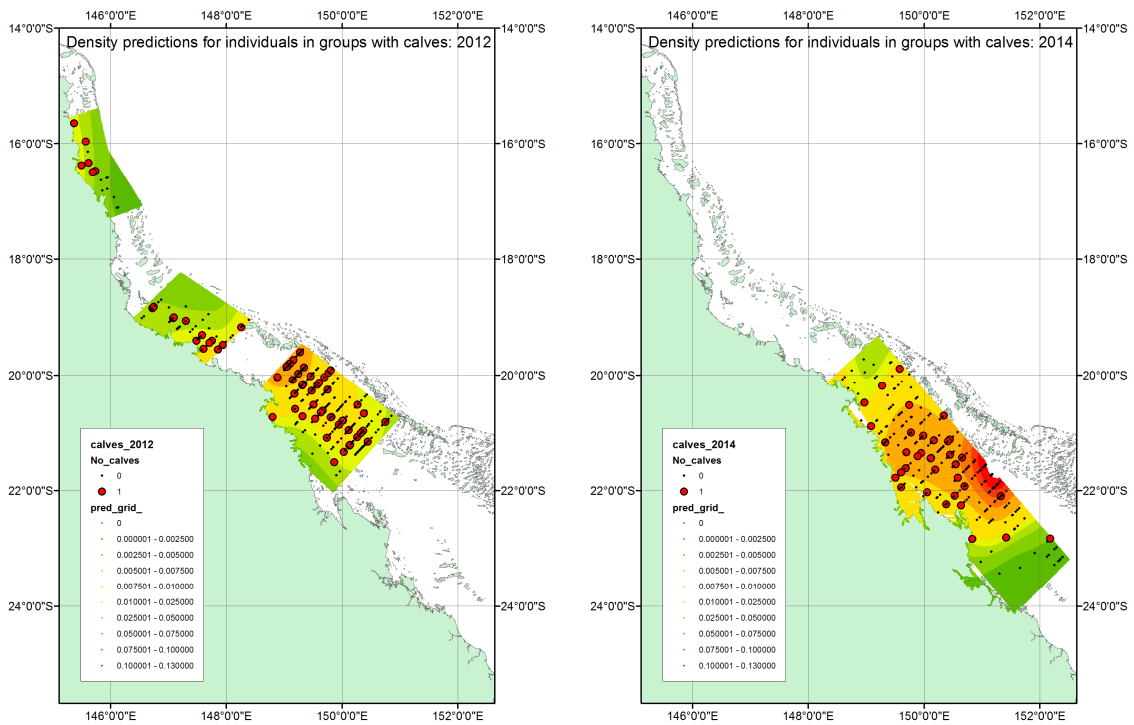 146°0'0"E 148°0'0"E 150°0'0"E 152°0'0"E
14°0'0"S 14°0'0"S
Density predictions for individuals in groups with calves: 2012
16°0'0"S 16°0'0"S
18°0'0"S 18°0'0"S
20°0'0"S 20°0'0"S
22°0'0"S 22°0'0"S
24°0'0"S 24°0'0"S
calves_2012
No_calves
0
1
pred_grid_
0
0.000001 - 0.002500
0.002501 - 0.005000
0.005001 - 0.007500
0.007501 - 0.010000
0.010001 - 0.025000
0.025001 - 0.050000
0.050001 - 0.075000
0.075001 - 0.100000
0.100001 - 0.130000
146°0'0"E 148°0'0"E 150°0'0"E 152°0'0"E
146°0'0"E 148°0'0"E 150°0'0"E 152°0'0"E
14°0'0"S 14°0'0"S
Density predictions for individuals in groups with calves: 2014
16°0'0"S 16°0'0"S
18°0'0"S 18°0'0"S
20°0'0"S 20°0'0"S
22°0'0"S 22°0'0"S
24°0'0"S 24°0'0"S
calves_2014
No_calves
0
1
pred_grid_
0
0.000001 - 0.002500
0.002501 - 0.005000
0.005001 - 0.007500
0.007501 - 0.010000
0.010001 - 0.025000
0.025001 - 0.050000
0.050001 - 0.075000
0.075001 - 0.100000
0.100001 - 0.130000
146°0'0"E 148°0'0"E 150°0'0"E 152°0'0"E